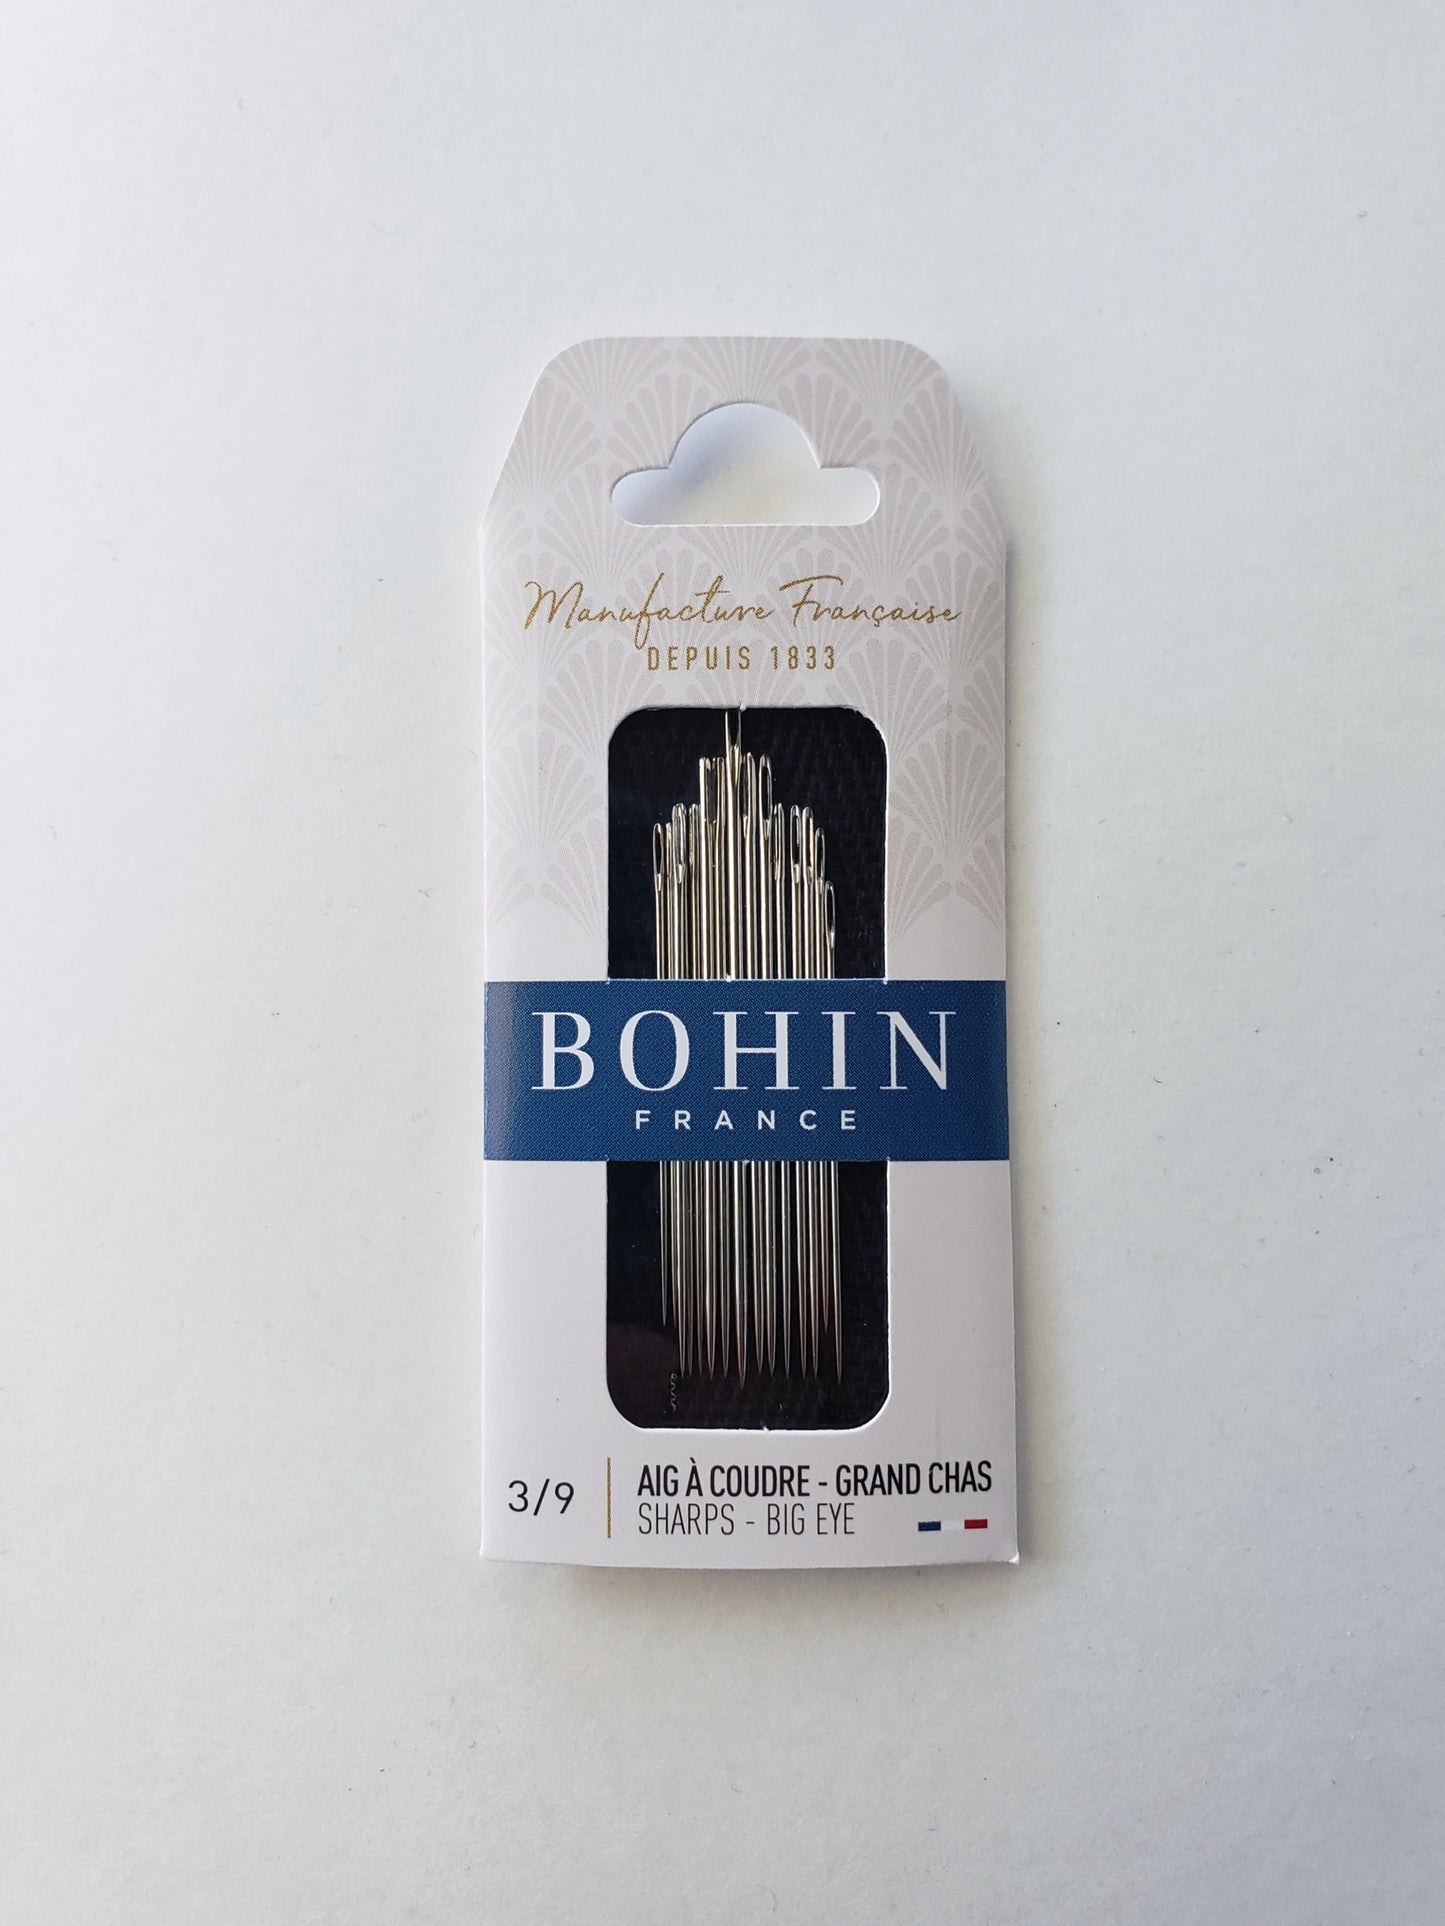 Manufacture Française
DEPUIS 1833
BOHIN
FRANCE
3/9
AIG À COUDRE - GRAND CHAS
SHARPS - BIG EYE